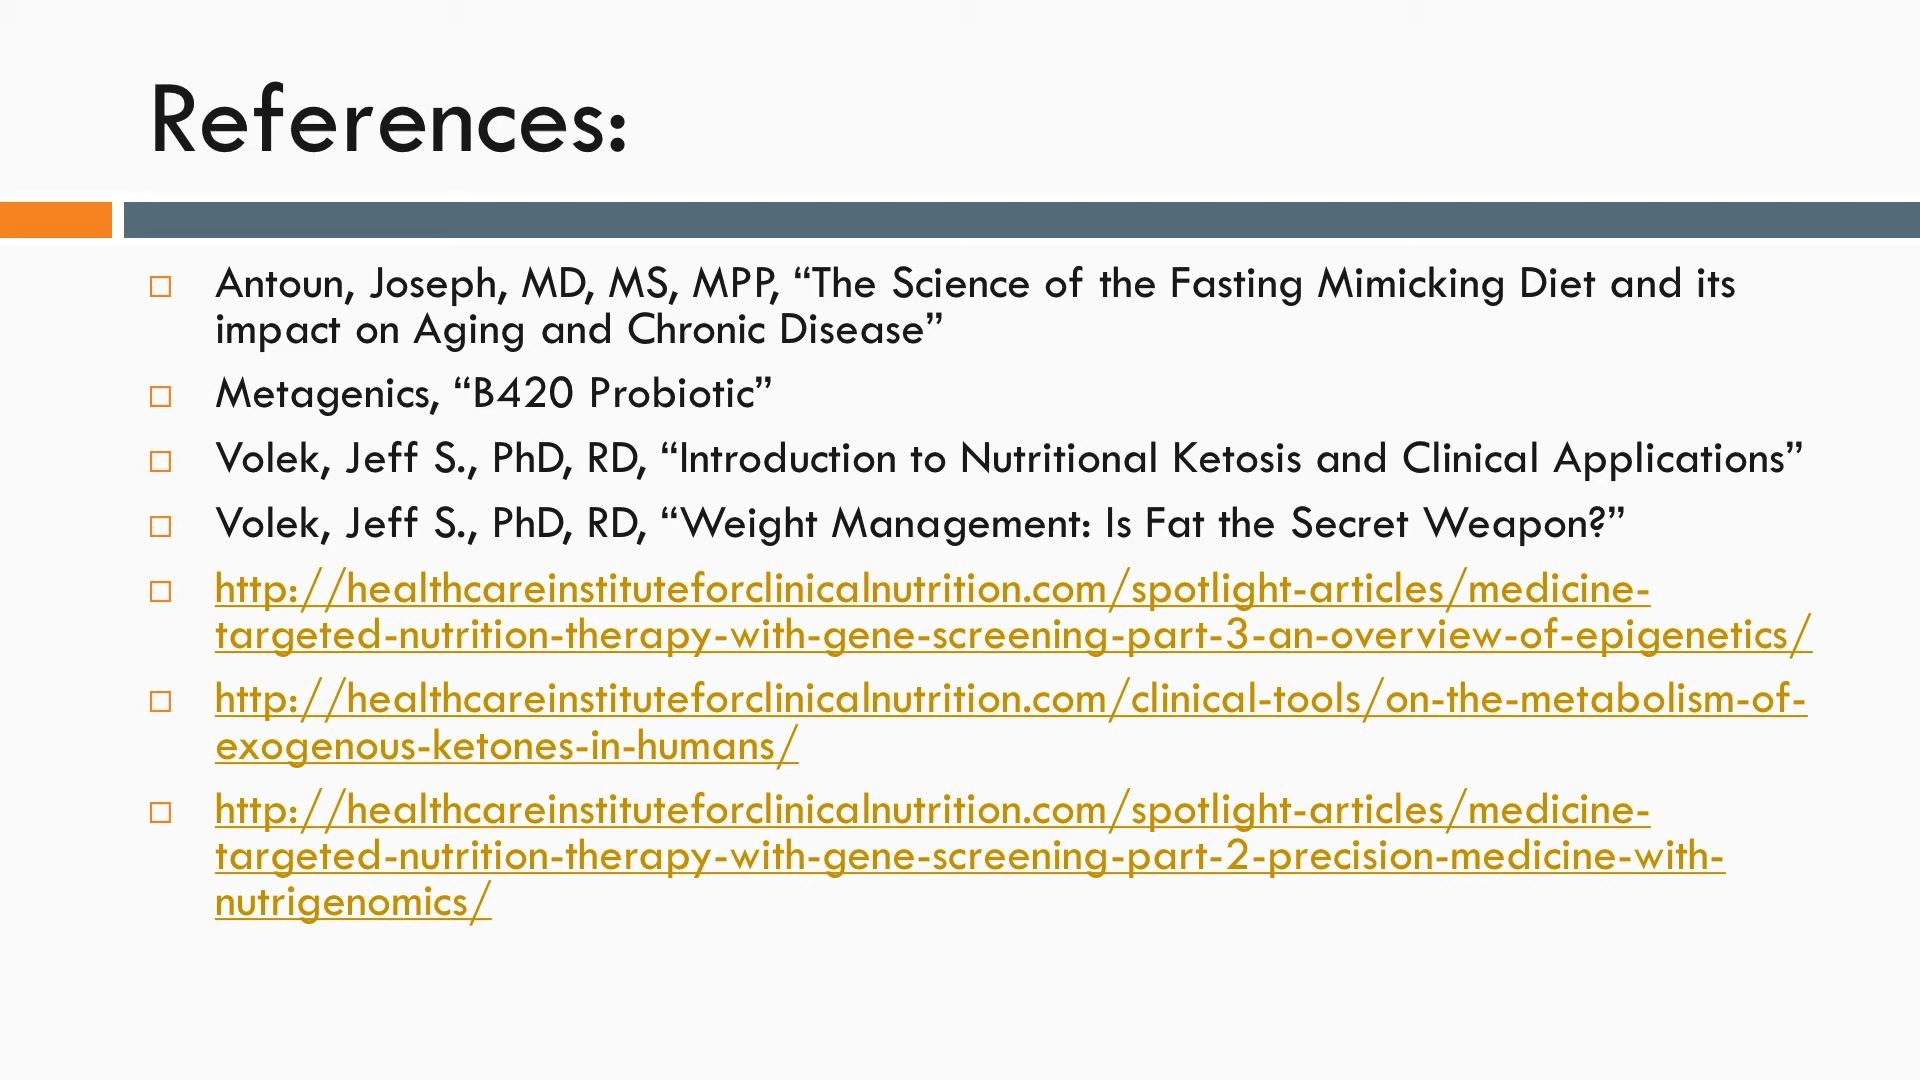 References:
Antoun, Joseph, MD, MS, MPP, “The Science of the Fasting Mimicking Diet and its
impact on Aging and Chronic Disease”
Metagenics, “B420 Probiotic”
Volek, Jeff S., PhD, RD, “Introduction to Nutritional Ketosis and Clinical Applications”
Volek, Jeff S., PhD, RD, “Weight Management: Is Fat the Secret Weapon?”
http://healthcareinstituteforclinicalnutrition.com/spotlight-articles/medicine-
targeted-nutrition-therapy-with-gene-screening-part-3-an-overview-of-epigenetics/
http://healthcareinstituteforclinicalnutrition.com/clinical-tools/on-the-metabolism-of-
exogenous-ketones-in-humans/
http://healthcareinstituteforclinicalnutrition.com/spotlight-articles/medicine-
targeted-nutrition-therapy-with-gene-screening-part-2-precision-medicine-with-
nutrigenomics/